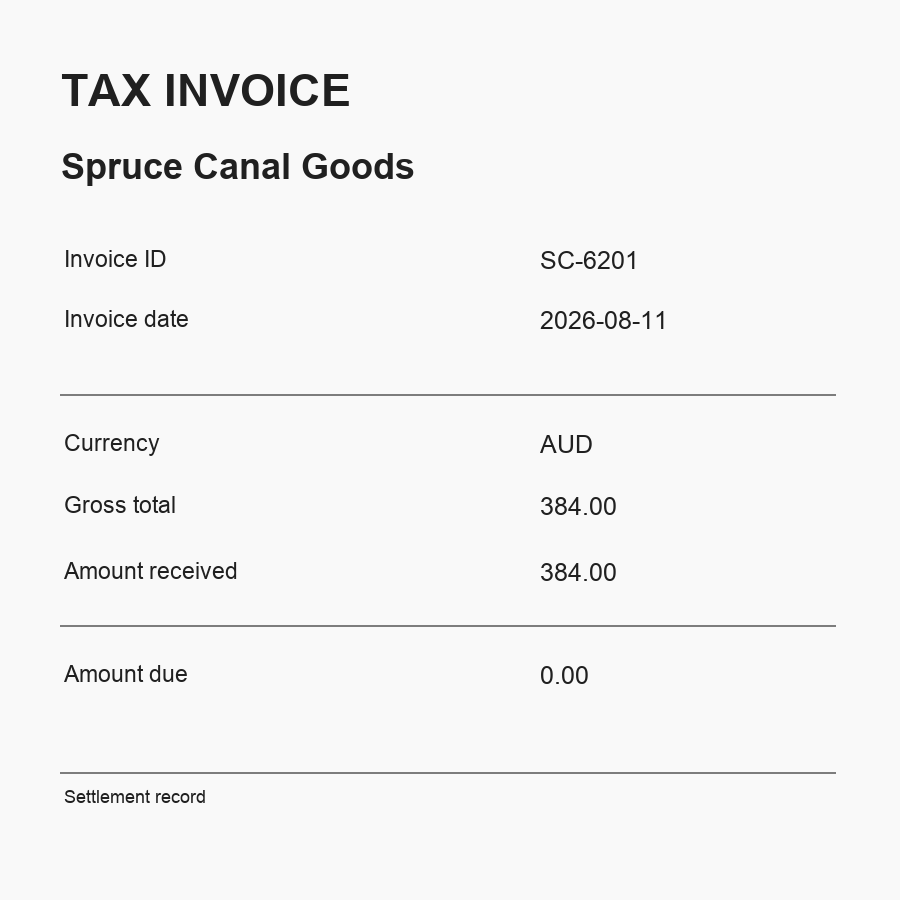 TAX INVOICE
Spruce Canal Goods
Invoice ID SC-6201
Invoice date 2026-08-11
Currency AUD
Gross total 384.00
Amount received 384.00
Amount due 0.00
Settlement record